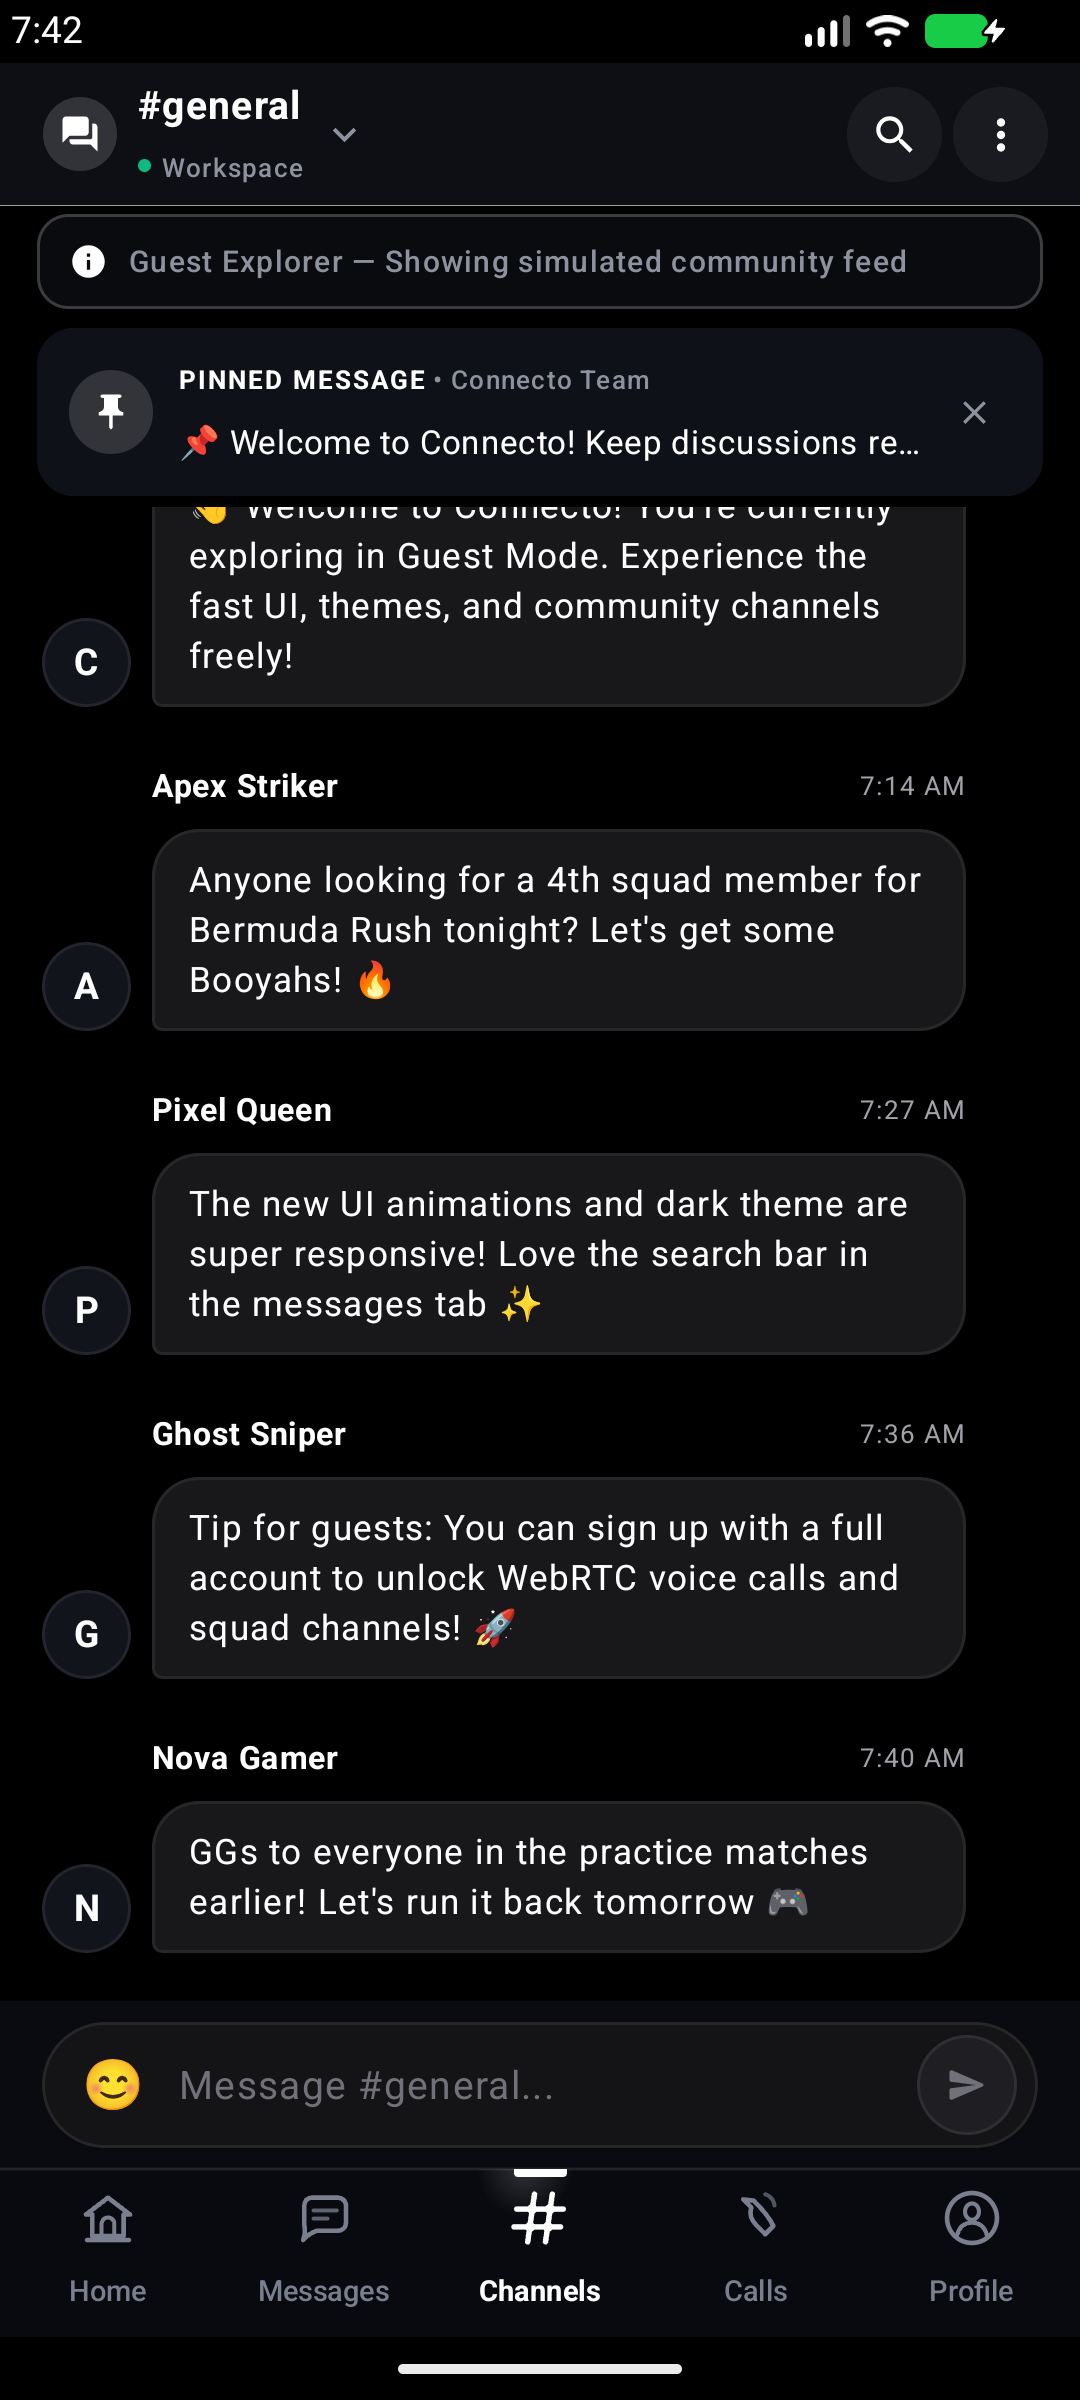 7:42
#general
Workspace
Guest Explorer — Showing simulated community feed
PINNED MESSAGE • Connecto Team
📌 Welcome to Connecto! Keep discussions re...
👋 Welcome to Connecto! You're currently
exploring in Guest Mode. Experience the
fast UI, themes, and community channels
freely!
C
Apex Striker 7:14 AM
Anyone looking for a 4th squad member for
Bermuda Rush tonight? Let's get some
Booyahs! 🔥
A
Pixel Queen 7:27 AM
The new UI animations and dark theme are
super responsive! Love the search bar in
the messages tab ✨
P
Ghost Sniper 7:36 AM
Tip for guests: You can sign up with a full
account to unlock WebRTC voice calls and
squad channels! 🚀
G
Nova Gamer 7:40 AM
GGs to everyone in the practice matches
earlier! Let's run it back tomorrow 🎮
N
😊 Message #general...
Home Messages Channels Calls Profile